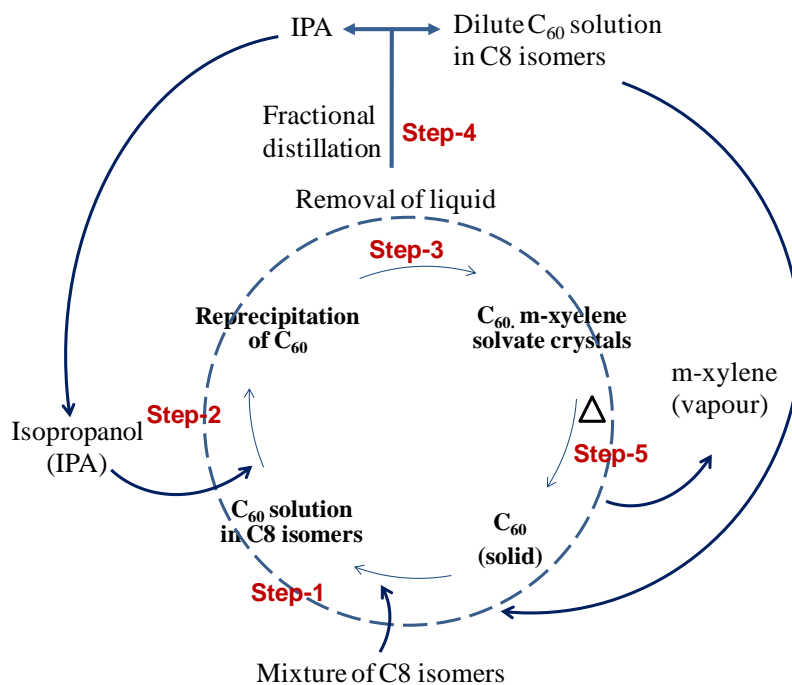 IPA
Dilute C₆₀ solution
in C8 isomers
Fractional
distillation
Step-4
Removal of liquid
Step-3
Reprecipitation
of C₆₀
C₆₀. m-xyelene
solvate crystals
m-xylene
(vapour)
Step-2
Isopropanol
(IPA)
Δ
Step-5
C₆₀ solution
in C8 isomers
C₆₀
(solid)
Step-1
Mixture of C8 isomers